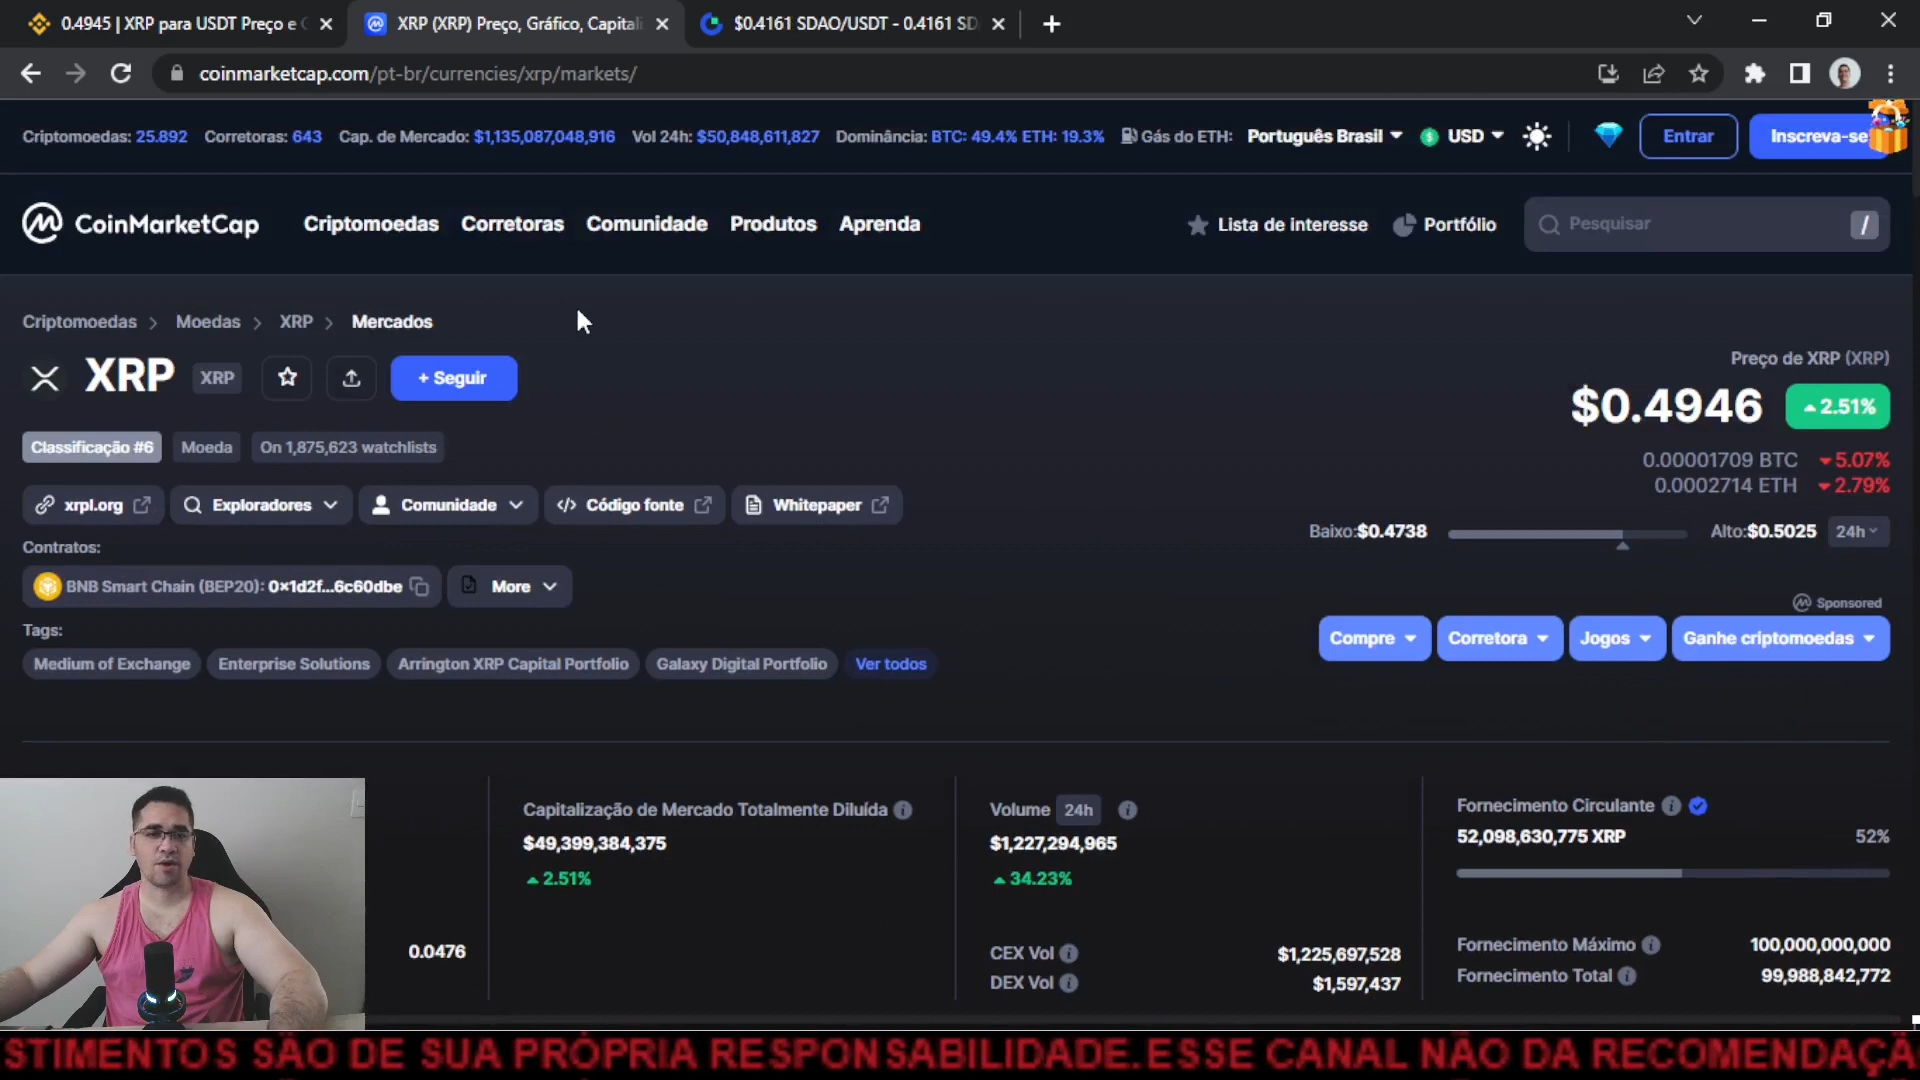 0.4945 | XRP para USDT Preço e
XRP (XRP) Preço, Gráfico, Capitali
$0.4161 SDAO/USDT - 0.4161 SD
coinmarketcap.com/pt-br/currencies/xrp/markets/
Criptomoedas: 25.892 Corretoras: 643 Cap. de Mercado: $1,135,087,048,916 Vol 24h: $50,848,611,827 Dominância: BTC: 49.4% ETH: 19.3% Gás do ETH: Português Brasil USD Entrar Inscreva-se
CoinMarketCap Criptomoedas Corretoras Comunidade Produtos Aprenda Lista de interesse Portfólio Pesquisar /
Criptomoedas > Moedas > XRP > Mercados
XRP XRP + Seguir
Preço de XRP (XRP)
$0.4946 2.51%
Classificação #6 Moeda On 1,875,623 watchlists
0.00001709 BTC 5.07%
0.0002714 ETH 2.79%
xrpl.org Exploradores Comunidade Código fonte Whitepaper
Baixo:$0.4738 Alto:$0.5025 24h
Contratos:
BNB Smart Chain (BEP20): 0x1d2f...6c60dbe More
Sponsored
Tags:
Compre Corretora Jogos Ganhe criptomoedas
Medium of Exchange Enterprise Solutions Arrington XRP Capital Portfolio Galaxy Digital Portfolio Ver todos
Capitalização de Mercado Totalmente Diluída
$49,399,384,375
2.51%
Volume 24h
$1,227,294,965
34.23%
Fornecimento Circulante
52,098,630,775 XRP 52%
0.0476
CEX Vol $1,225,697,528
DEX Vol $1,597,437
Fornecimento Máximo 100,000,000,000
Fornecimento Total 99,988,842,772
STIMENTOS SÃO DE SUA PRÓPRIA RESPONSABILIDADE.ESSE CANAL NÃO DA RECOMENDAÇÃ